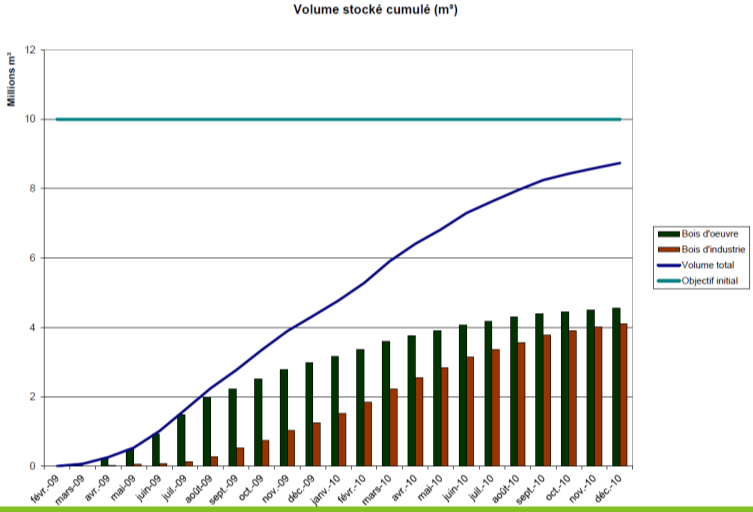 Volume stocké cumulé (m³)
Millions m³
12
10
8
6
4
2
0
févr.-09
mars-09
avr.-09
mai-09
juin-09
juil.-09
août-09
sept.-09
oct.-09
nov.-09
déc.-09
janv.-10
févr.-10
mars-10
avr.-10
mai-10
juin-10
juil.-10
août-10
sept.-10
oct.-10
nov.-10
déc.-10
Bois d'oeuvre
Bois d'industrie
Volume total
Objectif initial